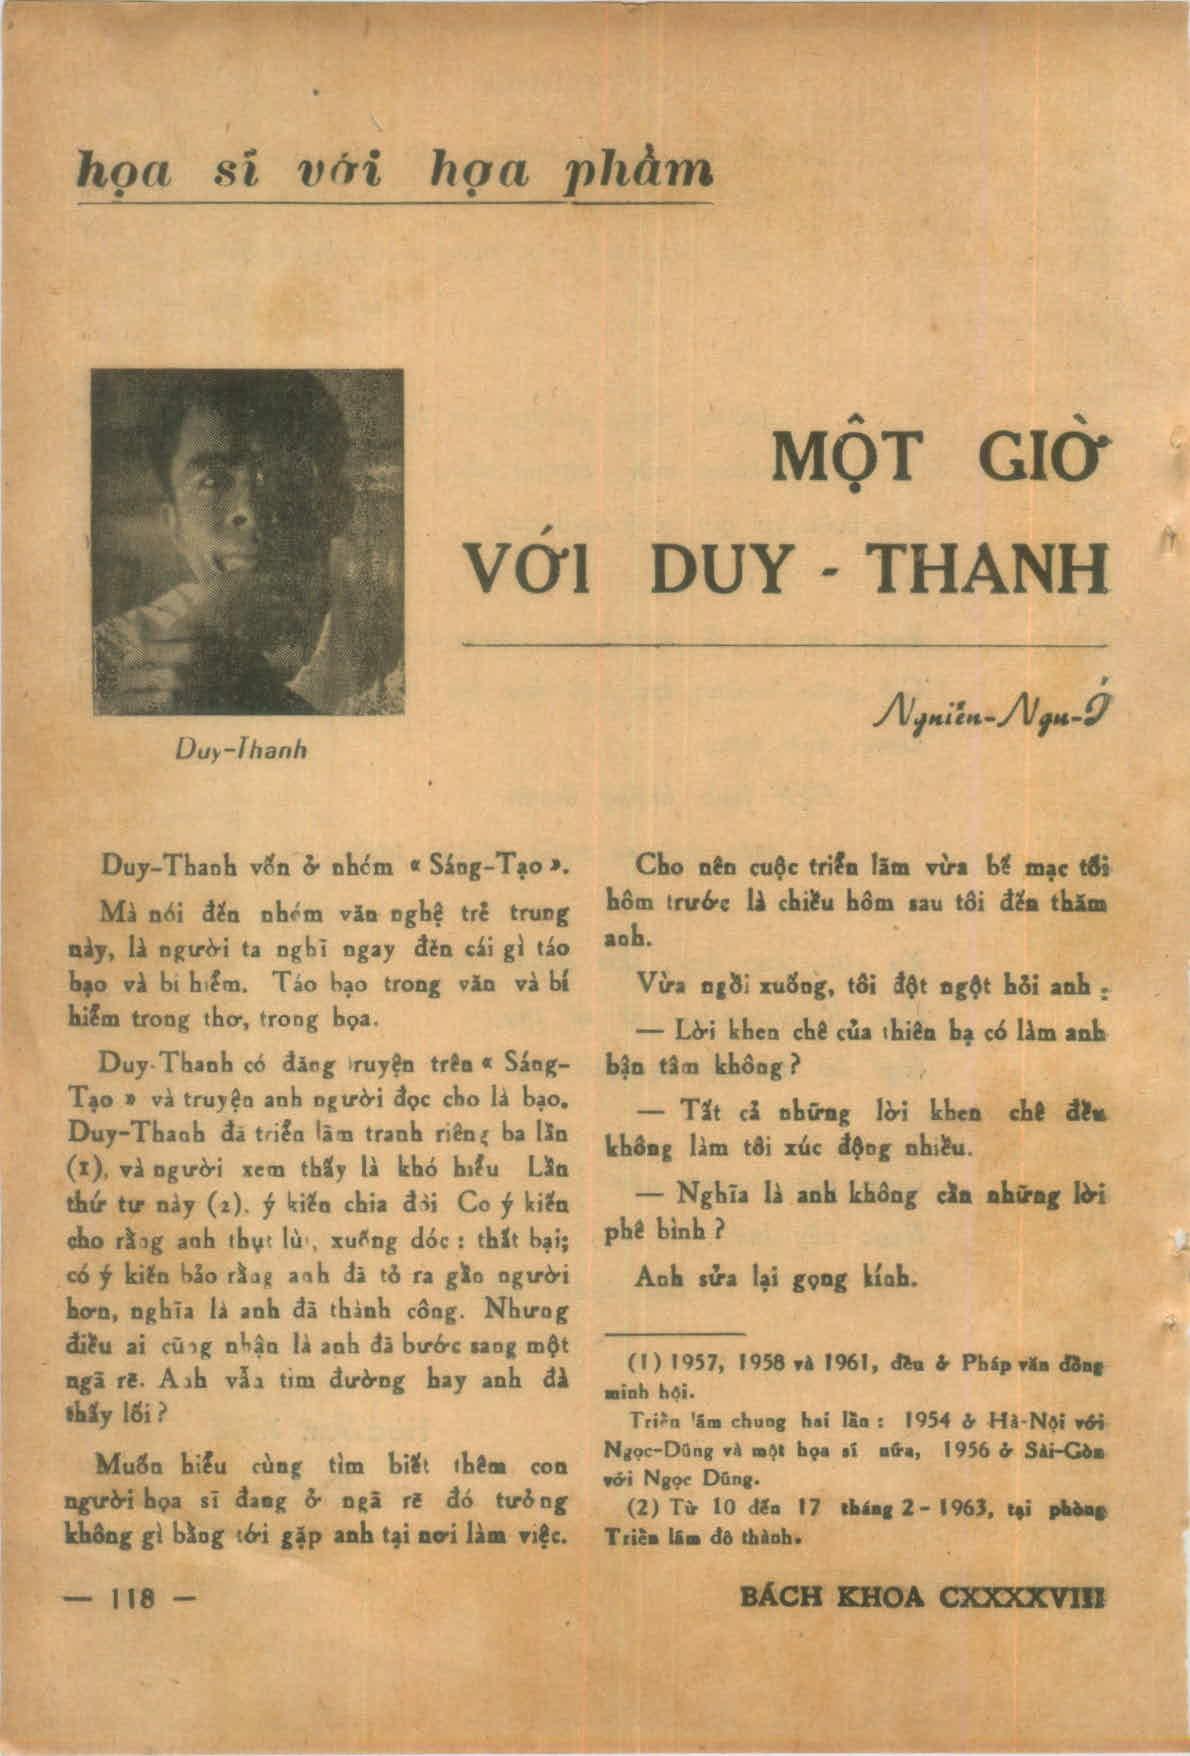 họa sĩ với họa phẩm
MỘT GIỜ
VỚI DUY - THANH
Nguiễn-Ngu-Í
Duy-Thanh
Duy-Thanh vốn ở nhóm « Sáng-Tạo ».
Mà nói đến nhóm văn nghệ trẻ trung
này, là người ta nghĩ ngay đến cái gì táo
bạo và bí hiểm. Táo bạo trong văn và bí
hiểm trong thơ, trong họa.
Duy-Thanh có đăng truyện trên « Sáng-
Tạo » và truyện anh người đọc cho là bạo.
Duy-Thanh đã triển lãm tranh riêng ba lần
(1), và người xem thấy là khó hiểu Lần
thứ tư này (2), ý kiến chia đôi Có ý kiến
cho rằng anh thụt lùi, xuống dóc : thất bại;
có ý kiến bảo rằng anh đã tỏ ra gần người
hơn, nghĩa là anh đã thành công. Nhưng
điều ai cũng nhận là anh đã bước sang một
ngã rẽ. Anh vẫn tìm đường hay anh đã
thấy lối ?
Muốn hiểu cùng tìm biết thêm con
người họa sĩ đang ở ngã rẽ đó tưởng
không gì bằng tới gặp anh tại nơi làm việc.
Cho nên cuộc triển lãm vừa bế mạc tối
hôm trước là chiều hôm sau tôi đến thăm
anh.
Vừa ngồi xuống, tôi đột ngột hỏi anh :
— Lời khen chê của thiên hạ có làm anh
bận tâm không ?
— Tất cả những lời khen chê đều
không làm tôi xúc động nhiều.
— Nghĩa là anh không cần những lời
phê bình ?
Anh sửa lại gọng kính.
(1) 1957, 1958 và 1961, đều ở Pháp văn đồng
minh hội.
Triển lãm chung hai lần : 1954 ở Hà-Nội với
Ngọc-Dũng và một họa sĩ nữa, 1956 ở Sài-Gòn
với Ngọc Dũng.
(2) Từ 10 đến 17 tháng 2 - 1963, tại phòng
Triển lãm đô thành.
— 118 —
BÁCH KHOA CXXXXVIII